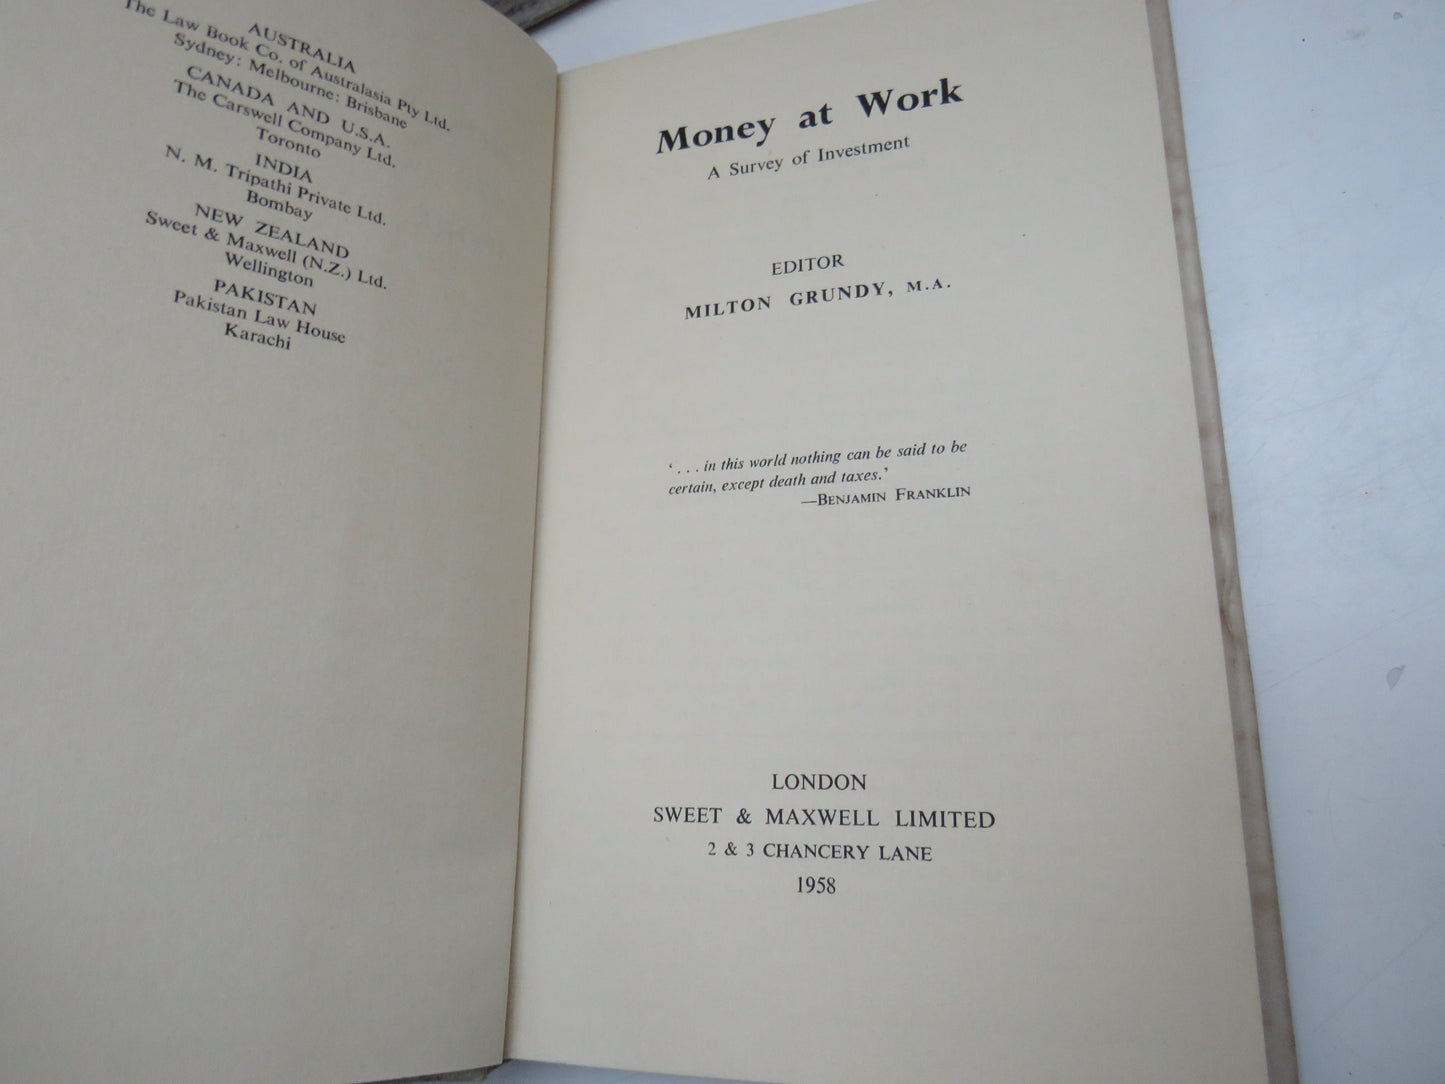 AUSTRALIA
The Law Book Co. of Australasia Pty Ltd.
Sydney: Melbourne: Brisbane
CANADA AND U.S.A.
The Carswell Company Ltd.
Toronto
INDIA
N. M. Tripathi Private Ltd.
Bombay
NEW ZEALAND
Sweet & Maxwell (N.Z.) Ltd.
Wellington
PAKISTAN
Pakistan Law House
Karachi
Money at Work
A Survey of Investment
EDITOR
MILTON GRUNDY, M.A.
‘. . . in this world nothing can be said to be
certain, except death and taxes.’
—BENJAMIN FRANKLIN
LONDON
SWEET & MAXWELL LIMITED
2 & 3 CHANCERY LANE
1958